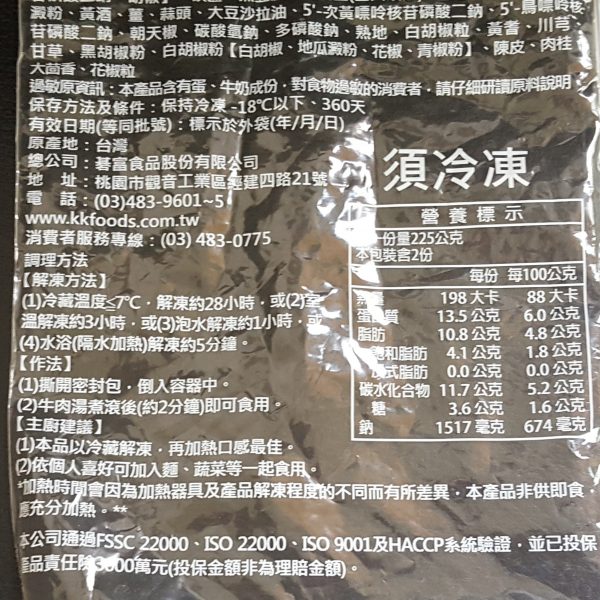 澱粉、黃酒、薑、蒜頭、大豆沙拉油、5'-次黃嘌呤核苷磷酸二鈉、5'-鳥嘌呤核
苷磷酸二鈉、朝天椒、碳酸氫鈉、多磷酸鈉、熟地、白胡椒粒、黃耆、川芎、
甘草、黑胡椒粉、白胡椒粉【白胡椒、地瓜澱粉、花椒、青椒粉】、陳皮、肉桂
大茴香、花椒粒
過敏原資訊：本產品含有蛋、牛奶成份，對食物過敏的消費者，請仔細研讀原料說明
保存方法及條件：保持冷凍 -18℃以下、360天
有效日期(等同批號)：標示於外袋(年/月/日)
原產地：台灣
總公司：碁富食品股份有限公司
地　址：桃園市觀音工業區經建四路21號
電　話：(03)483-9601~5
www.kkfoods.com.tw
消費者服務專線：(03) 483-0775
調理方法
【解凍方法】
(1)冷藏溫度≦7℃，解凍約28小時，或(2)室
溫解凍約3小時，或(3)泡水解凍約1小時，或
(4)水浴(隔水加熱)解凍約5分鐘。
【作法】
(1)撕開密封包，倒入容器中。
(2)牛肉湯煮滾後(約2分鐘)即可食用。
【主廚建議】
(1)本品以冷藏解凍，再加熱口感最佳。
(2)依個人喜好可加入麵、蔬菜等一起食用。
*加熱時間會因為加熱器具及產品解凍程度的不同而有所差異，本產品非供即食，
應充分加熱。**
本公司通過FSSC 22000、ISO 22000、ISO 9001及HACCP系統驗證，並已投保
產品責任險3600萬元(投保金額非為理賠金額)。
須冷凍
營養標示
每一份量225公克
本包裝含2份
每份 每100公克
熱量 198 大卡 88 大卡
蛋白質 13.5 公克 6.0 公克
脂肪 10.8 公克 4.8 公克
飽和脂肪 4.1 公克 1.8 公克
反式脂肪 0.0 公克 0.0 公克
碳水化合物 11.7 公克 5.2 公克
糖 3.6 公克 1.6 公克
鈉 1517 毫克 674 毫克